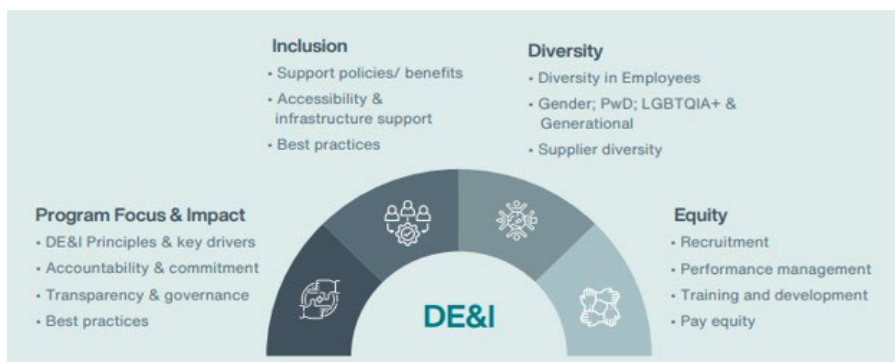 Inclusion
• Support policies/ benefits
• Accessibility &
infrastructure support
• Best practices
Diversity
• Diversity in Employees
• Gender; PwD; LGBTQIA+ &
Generational
• Supplier diversity
Program Focus & Impact
• DE&I Principles & key drivers
• Accountability & commitment
• Transparency & governance
• Best practices
DE&I
Equity
• Recruitment
• Performance management
• Training and development
• Pay equity